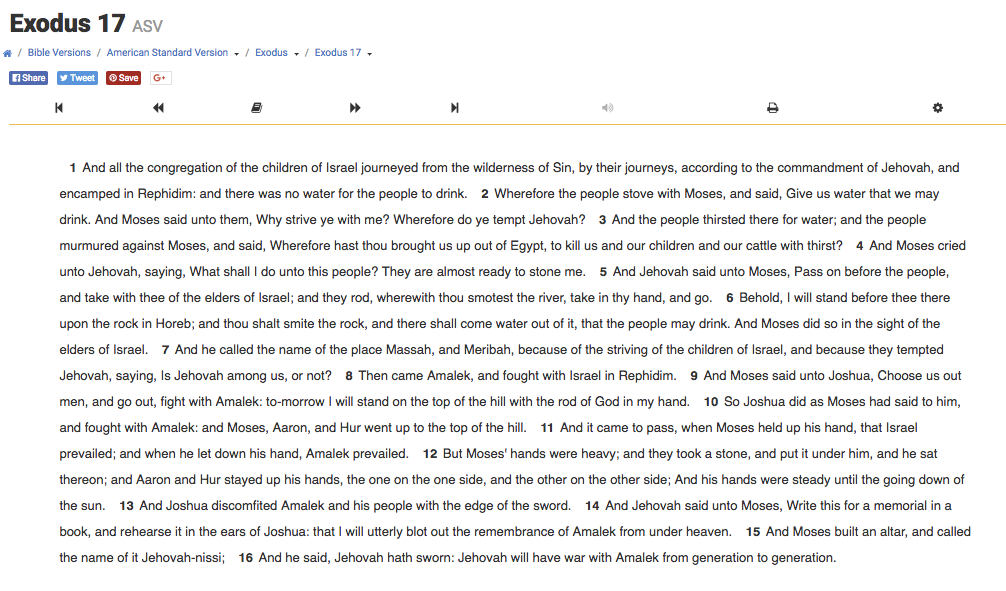 Exodus 17 ASV
/ Bible Versions / American Standard Version / Exodus / Exodus 17
Share Tweet Save G+
1 And all the congregation of the children of Israel journeyed from the wilderness of Sin, by their journeys, according to the commandment of Jehovah, and
encamped in Rephidim: and there was no water for the people to drink. 2 Wherefore the people stove with Moses, and said, Give us water that we may
drink. And Moses said unto them, Why strive ye with me? Wherefore do ye tempt Jehovah? 3 And the people thirsted there for water; and the people
murmured against Moses, and said, Wherefore hast thou brought us up out of Egypt, to kill us and our children and our cattle with thirst? 4 And Moses cried
unto Jehovah, saying, What shall I do unto this people? They are almost ready to stone me. 5 And Jehovah said unto Moses, Pass on before the people,
and take with thee of the elders of Israel; and they rod, wherewith thou smotest the river, take in thy hand, and go. 6 Behold, I will stand before thee there
upon the rock in Horeb; and thou shalt smite the rock, and there shall come water out of it, that the people may drink. And Moses did so in the sight of the
elders of Israel. 7 And he called the name of the place Massah, and Meribah, because of the striving of the children of Israel, and because they tempted
Jehovah, saying, Is Jehovah among us, or not? 8 Then came Amalek, and fought with Israel in Rephidim. 9 And Moses said unto Joshua, Choose us out
men, and go out, fight with Amalek: to-morrow I will stand on the top of the hill with the rod of God in my hand. 10 So Joshua did as Moses had said to him,
and fought with Amalek: and Moses, Aaron, and Hur went up to the top of the hill. 11 And it came to pass, when Moses held up his hand, that Israel
prevailed; and when he let down his hand, Amalek prevailed. 12 But Moses' hands were heavy; and they took a stone, and put it under him, and he sat
thereon; and Aaron and Hur stayed up his hands, the one on the one side, and the other on the other side; And his hands were steady until the going down of
the sun. 13 And Joshua discomfited Amalek and his people with the edge of the sword. 14 And Jehovah said unto Moses, Write this for a memorial in a
book, and rehearse it in the ears of Joshua: that I will utterly blot out the remembrance of Amalek from under heaven. 15 And Moses built an altar, and called
the name of it Jehovah-nissi; 16 And he said, Jehovah hath sworn: Jehovah will have war with Amalek from generation to generation.